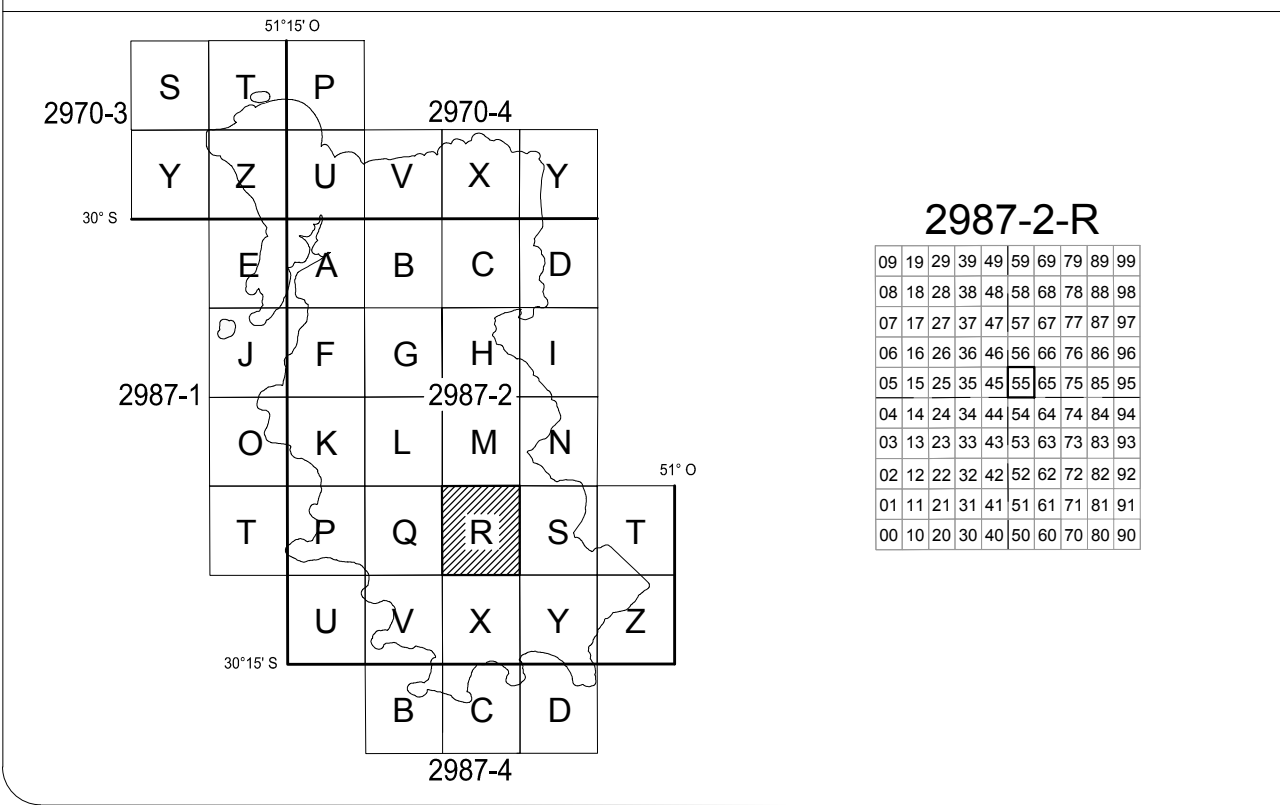 51°15' O
S T P
2970-3
2970-4
Y Z U V X Y
30° S
E A B C D
J F G H I
2987-1
2987-2
O K L M N
51° O
T P Q R S T
U V X Y Z
30°15' S
B C D
2987-4
2987-2-R
09 19 29 39 49 59 69 79 89 99
08 18 28 38 48 58 68 78 88 98
07 17 27 37 47 57 67 77 87 97
06 16 26 36 46 56 66 76 86 96
05 15 25 35 45 55 65 75 85 95
04 14 24 34 44 54 64 74 84 94
03 13 23 33 43 53 63 73 83 93
02 12 22 32 42 52 62 72 82 92
01 11 21 31 41 51 61 71 81 91
00 10 20 30 40 50 60 70 80 90